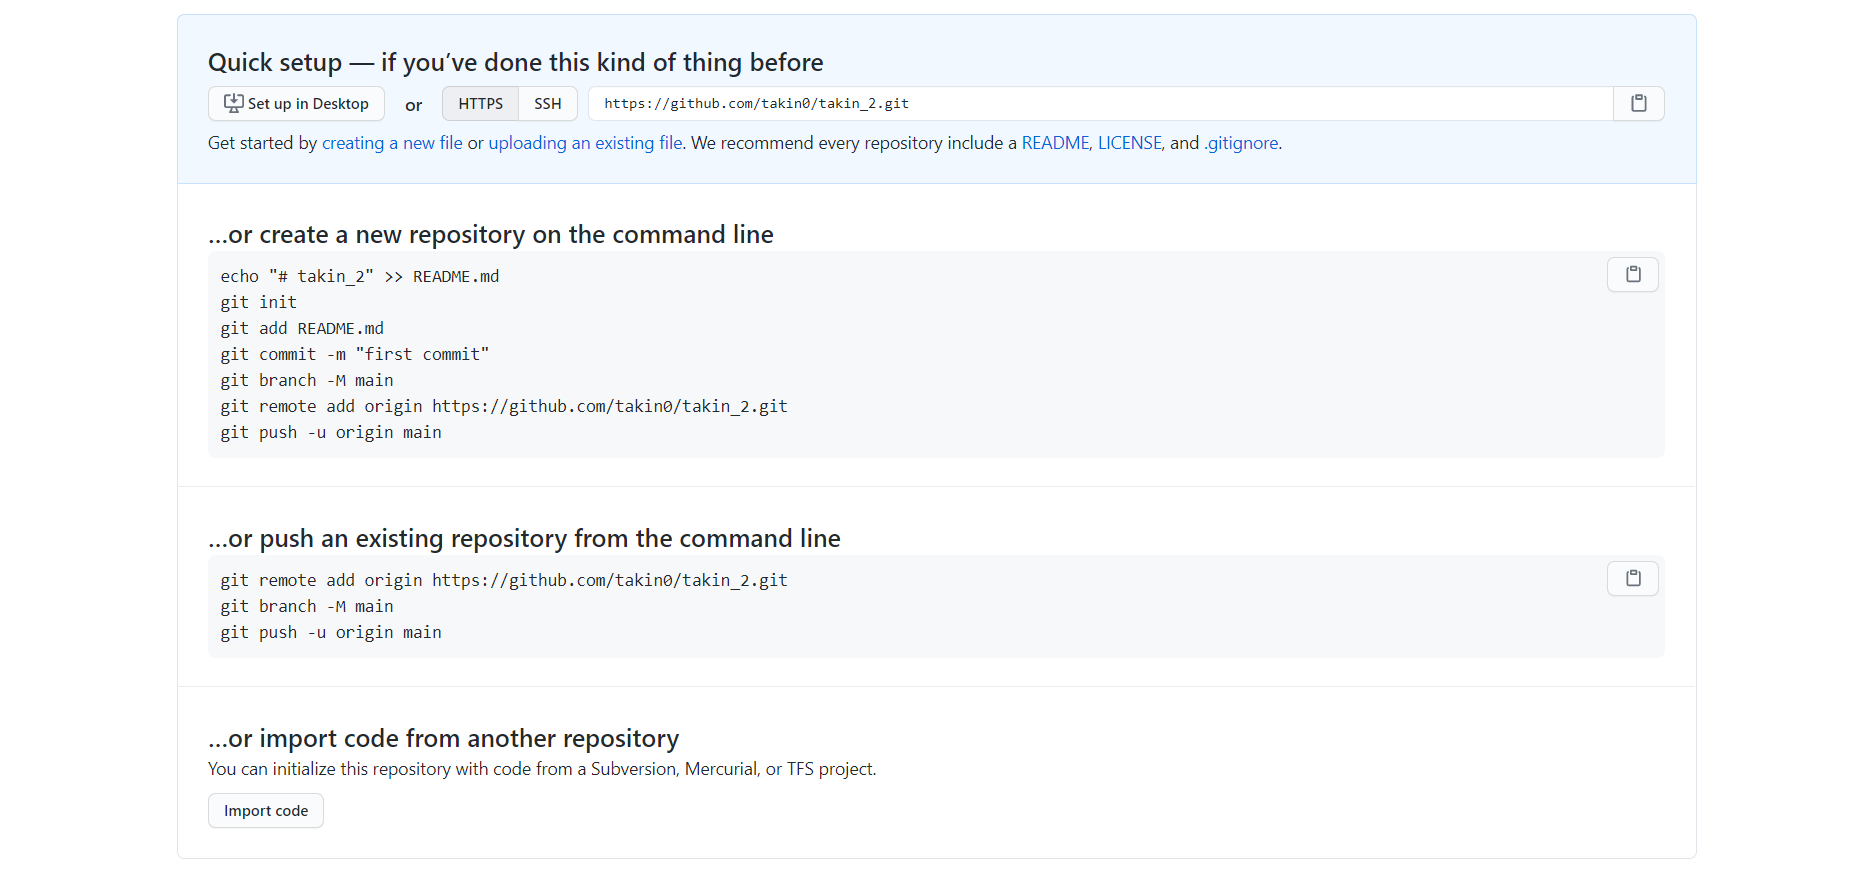 Quick setup — if you’ve done this kind of thing before
Set up in Desktop or HTTPS SSH https://github.com/takin0/takin_2.git
Get started by creating a new file or uploading an existing file. We recommend every repository include a README, LICENSE, and .gitignore.
…or create a new repository on the command line
echo "# takin_2" >> README.md
git init
git add README.md
git commit -m "first commit"
git branch -M main
git remote add origin https://github.com/takin0/takin_2.git
git push -u origin main
…or push an existing repository from the command line
git remote add origin https://github.com/takin0/takin_2.git
git branch -M main
git push -u origin main
…or import code from another repository
You can initialize this repository with code from a Subversion, Mercurial, or TFS project.
Import code